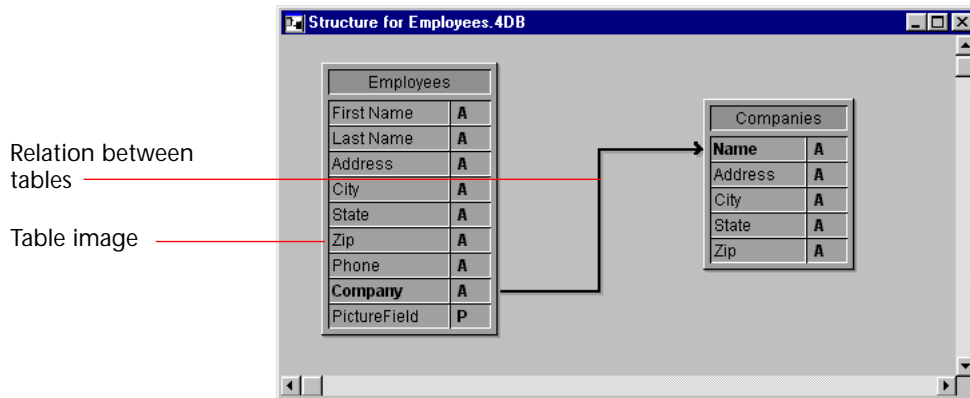 Structure for Employees.4DB
Employees
First Name A
Last Name A
Address A
City A
State A
Zip A
Phone A
Company A
PictureField P
Companies
Name A
Address A
City A
State A
Zip A
Relation between
tables
Table image